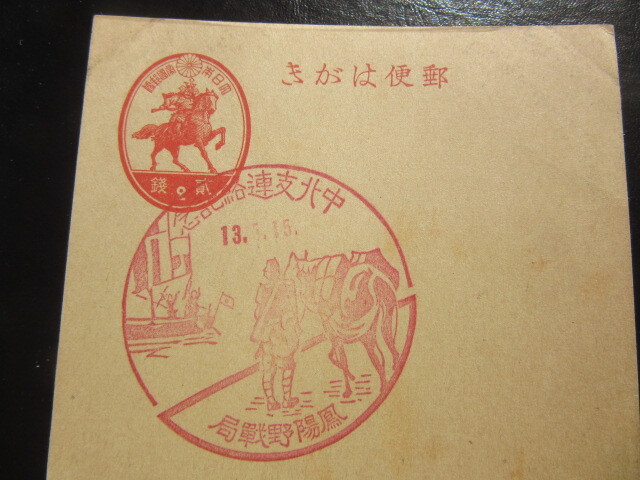 郵便はがき
大日本帝國郵便
貳錢
中北支連絡記念
13.5.15.
鳳陽野戰局